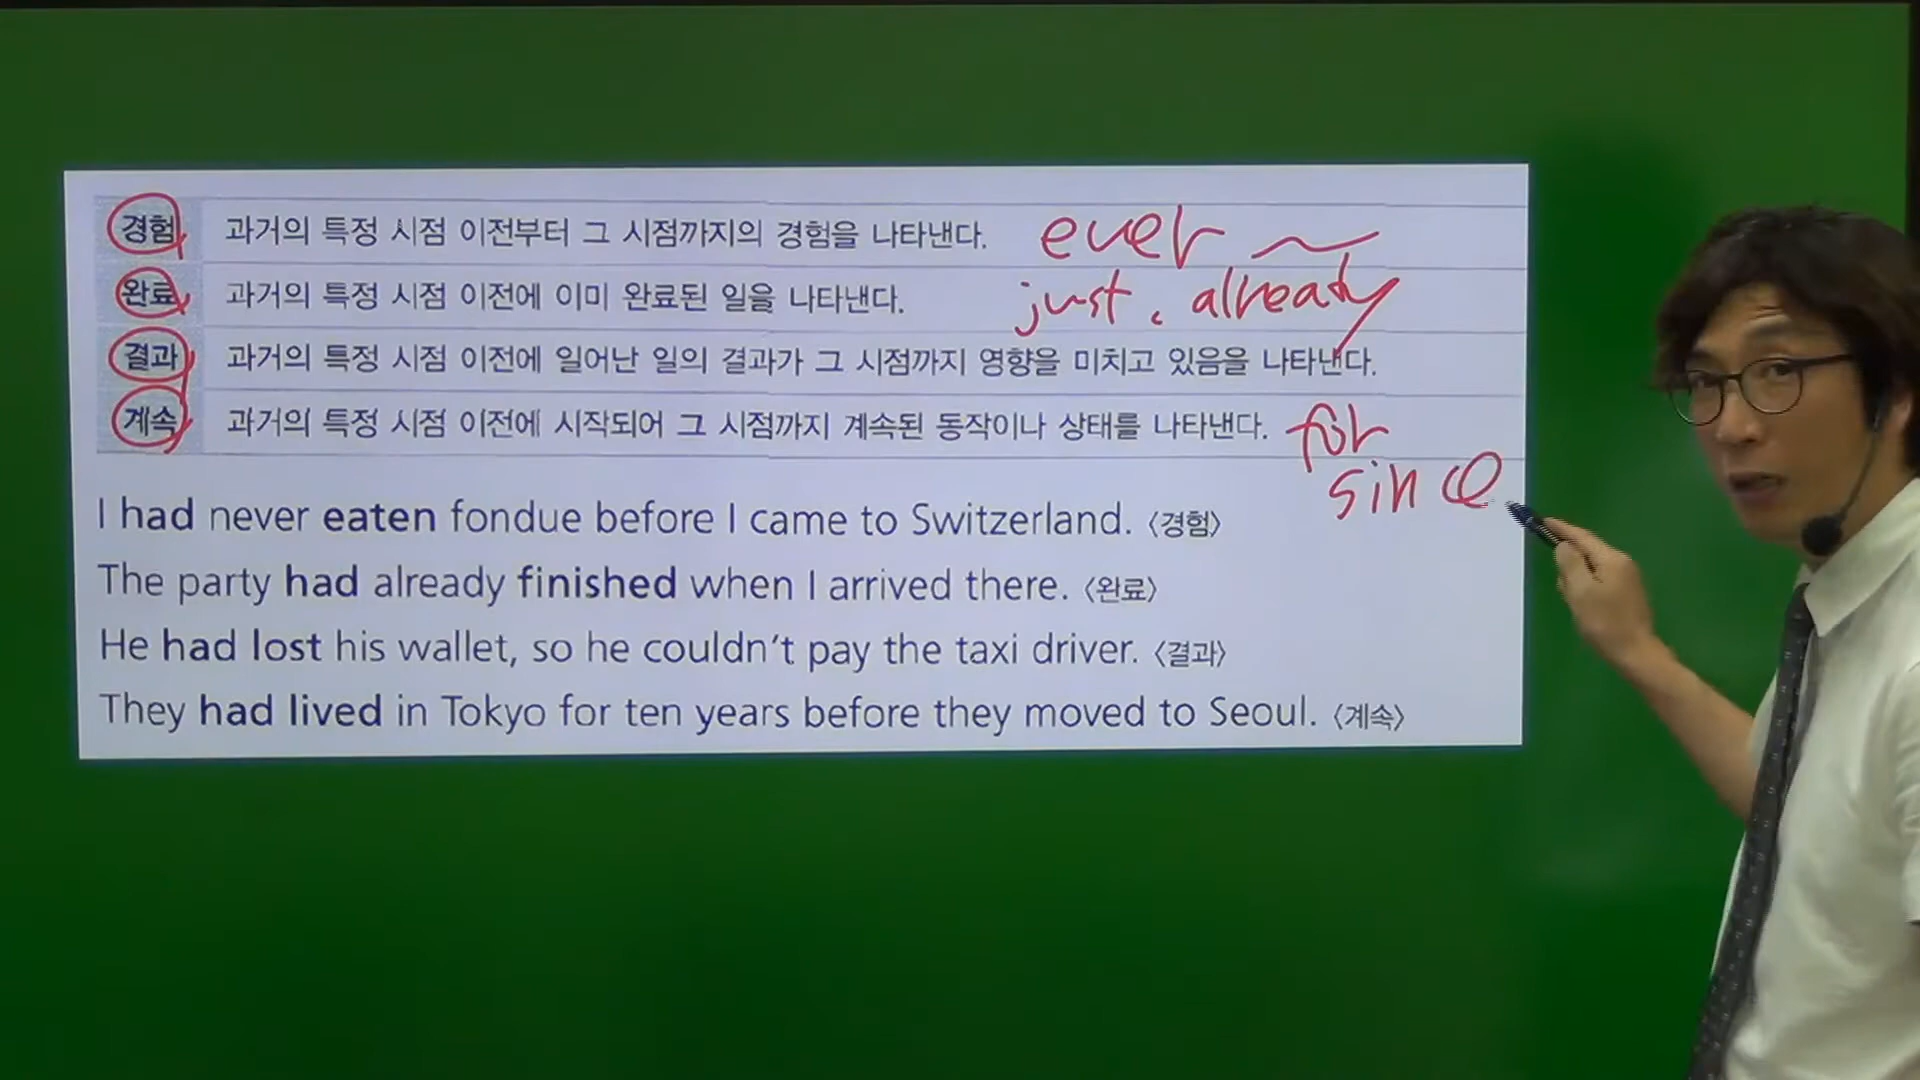 경험 과거의 특정 시점 이전부터 그 시점까지의 경험을 나타낸다. ever
완료 과거의 특정 시점 이전에 이미 완료된 일을 나타낸다. just, already
결과 과거의 특정 시점 이전에 일어난 일의 결과가 그 시점까지 영향을 미치고 있음을 나타낸다.
계속 과거의 특정 시점 이전에 시작되어 그 시점까지 계속된 동작이나 상태를 나타낸다. for
since
I had never eaten fondue before I came to Switzerland. 〈경험〉
The party had already finished when I arrived there. 〈완료〉
He had lost his wallet, so he couldn't pay the taxi driver. 〈결과〉
They had lived in Tokyo for ten years before they moved to Seoul. 〈계속〉